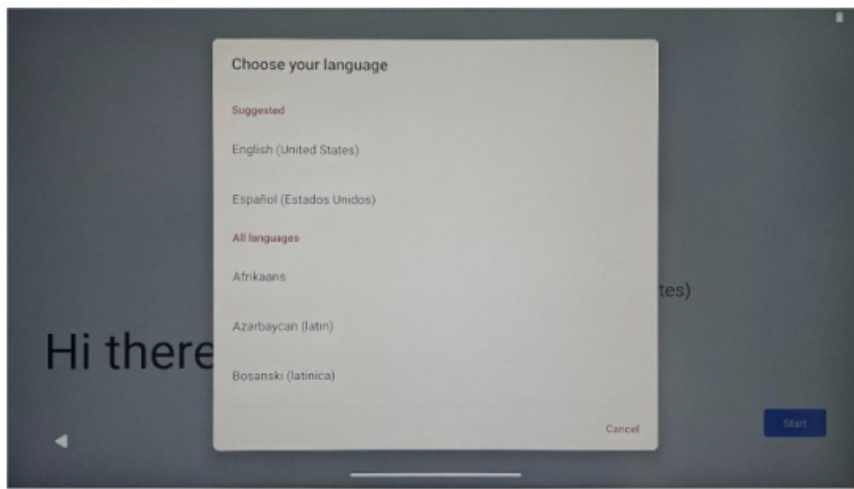 Choose your language
Suggested
English (United States)
Español (Estados Unidos)
All languages
Afrikaans
tes)
Azərbaycan (latın)
Hi there
Bosanski (latinica)
Cancel
Start